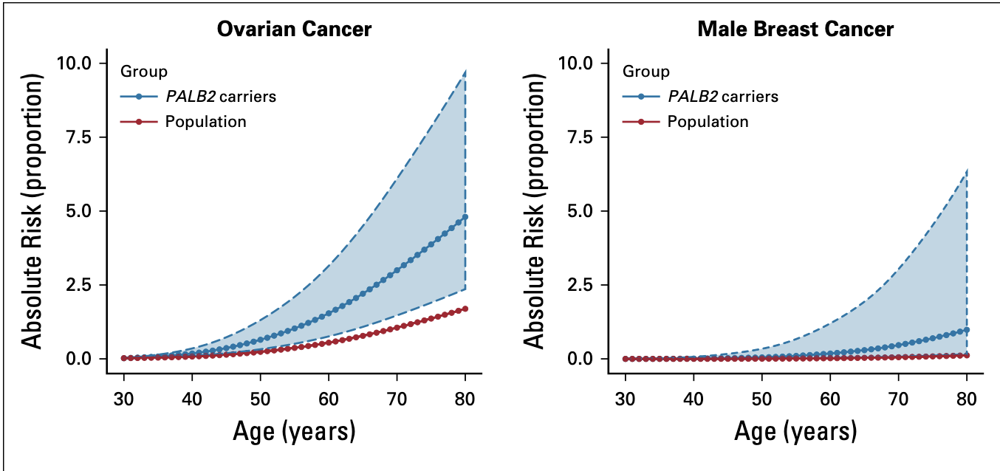 Ovarian Cancer
Absolute Risk (proportion)
10.0
7.5
5.0
2.5
0.0
Group
PALB2 carriers
Population
30 40 50 60 70 80
Age (years)
Male Breast Cancer
Absolute Risk (proportion)
10.0
7.5
5.0
2.5
0.0
Group
PALB2 carriers
Population
30 40 50 60 70 80
Age (years)